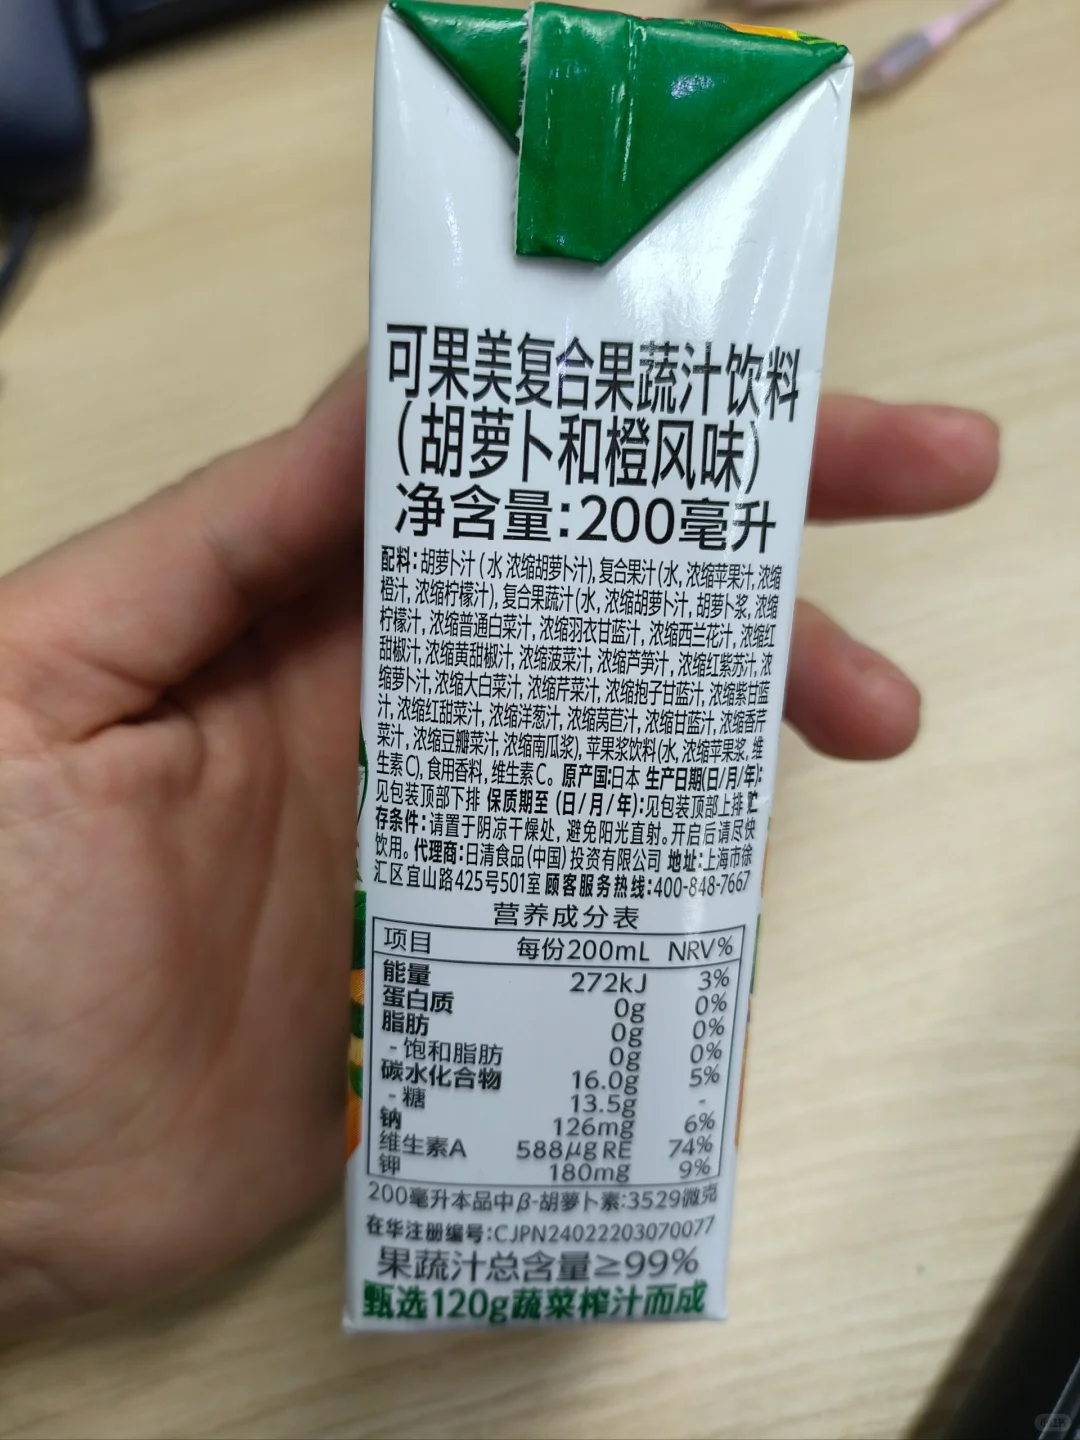 可果美复合果蔬汁饮料
（胡萝卜和橙风味）
净含量:200毫升
配料:胡萝卜汁(水,浓缩胡萝卜汁),复合果汁(水,浓缩苹果汁,浓缩
橙汁,浓缩柠檬汁),复合果蔬汁(水,浓缩胡萝卜汁,胡萝卜浆,浓缩
柠檬汁,浓缩普通白菜汁,浓缩羽衣甘蓝汁,浓缩西兰花汁,浓缩红
甜椒汁,浓缩黄甜椒汁,浓缩菠菜汁,浓缩芦笋汁,浓缩红紫苏汁,浓
缩萝卜汁,浓缩大白菜汁,浓缩芹菜汁,浓缩抱子甘蓝汁,浓缩紫甘蓝
汁,浓缩红甜菜汁,浓缩洋葱汁,浓缩莴苣汁,浓缩甘蓝汁,浓缩香芹
菜汁,浓缩豆瓣菜汁,浓缩南瓜浆),苹果浆饮料(水,浓缩苹果浆,维
生素C),食用香料,维生素C。原产国:日本 生产日期(日/月/年):
见包装顶部下排 保质期至(日/月/年):见包装顶部上排 贮
存条件:请置于阴凉干燥处,避免阳光直射。开启后请尽快
饮用。代理商:日清食品(中国)投资有限公司 地址:上海市徐
汇区宜山路425号501室 顾客服务热线:400-848-7667
营养成分表
项目 每份200mL NRV%
能量 272kJ 3%
蛋白质 0g 0%
脂肪 0g 0%
-饱和脂肪 0g 0%
碳水化合物 16.0g 5%
-糖 13.5g -
钠 126mg 6%
维生素A 588μg RE 74%
钾 180mg 9%
200毫升本品中β-胡萝卜素:3529微克
在华注册编号:CJPN24022203070077
果蔬汁总含量≥99%
甄选120g蔬菜榨汁而成